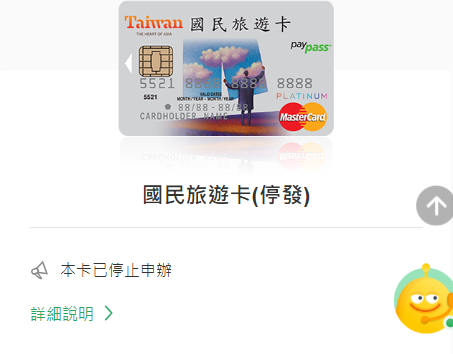 Taiwan 國民旅遊卡
THE HEART OF ASIA
paypass
5521 8888 8888 8888
5521
VALID DATES
MONTH/YEAR - MONTH/YEAR
PLATINUM
88/88 - 88/88
CARDHOLDER NAME
MasterCard
國民旅遊卡(停發)
本卡已停止申辦
詳細說明